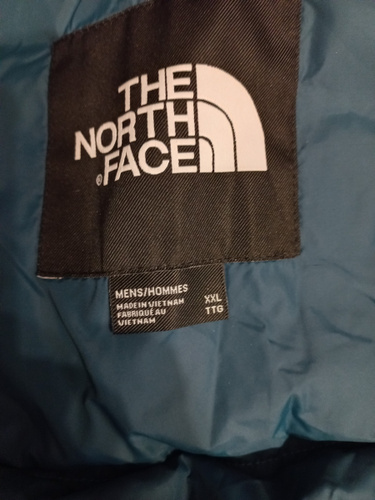 THE
NORTH
®FACE
MENS/HOMMES
MADE IN VIETNAM
FABRIQUÉ AU
VIETNAM
XXL
TTG